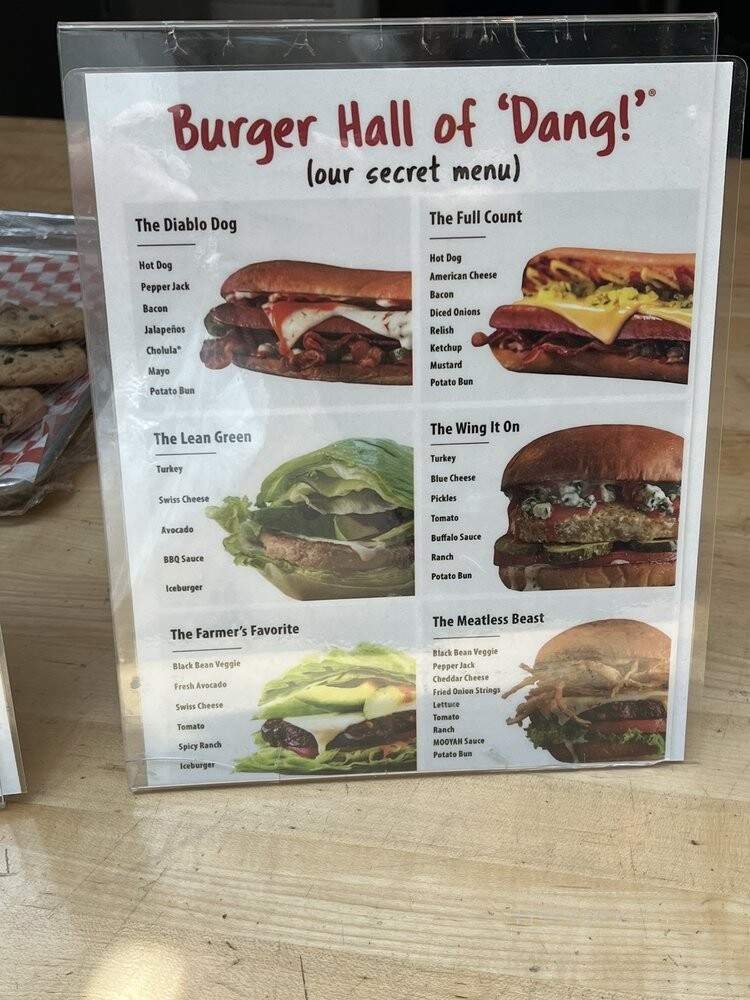 Burger Hall of 'Dang!'®
(our secret menu)
The Diablo Dog
Hot Dog
Pepper Jack
Bacon
Jalapeños
Cholula®
Mayo
Potato Bun
The Full Count
Hot Dog
American Cheese
Bacon
Diced Onions
Relish
Ketchup
Mustard
Potato Bun
The Lean Green
Turkey
Swiss Cheese
Avocado
BBQ Sauce
Iceburger
The Wing It On
Turkey
Blue Cheese
Pickles
Tomato
Buffalo Sauce
Ranch
Potato Bun
The Farmer's Favorite
Black Bean Veggie
Fresh Avocado
Swiss Cheese
Tomato
Spicy Ranch
Iceburger
The Meatless Beast
Black Bean Veggie
Pepper Jack
Cheddar Cheese
Fried Onion Strings
Lettuce
Tomato
Ranch
MOOYAH Sauce
Potato Bun